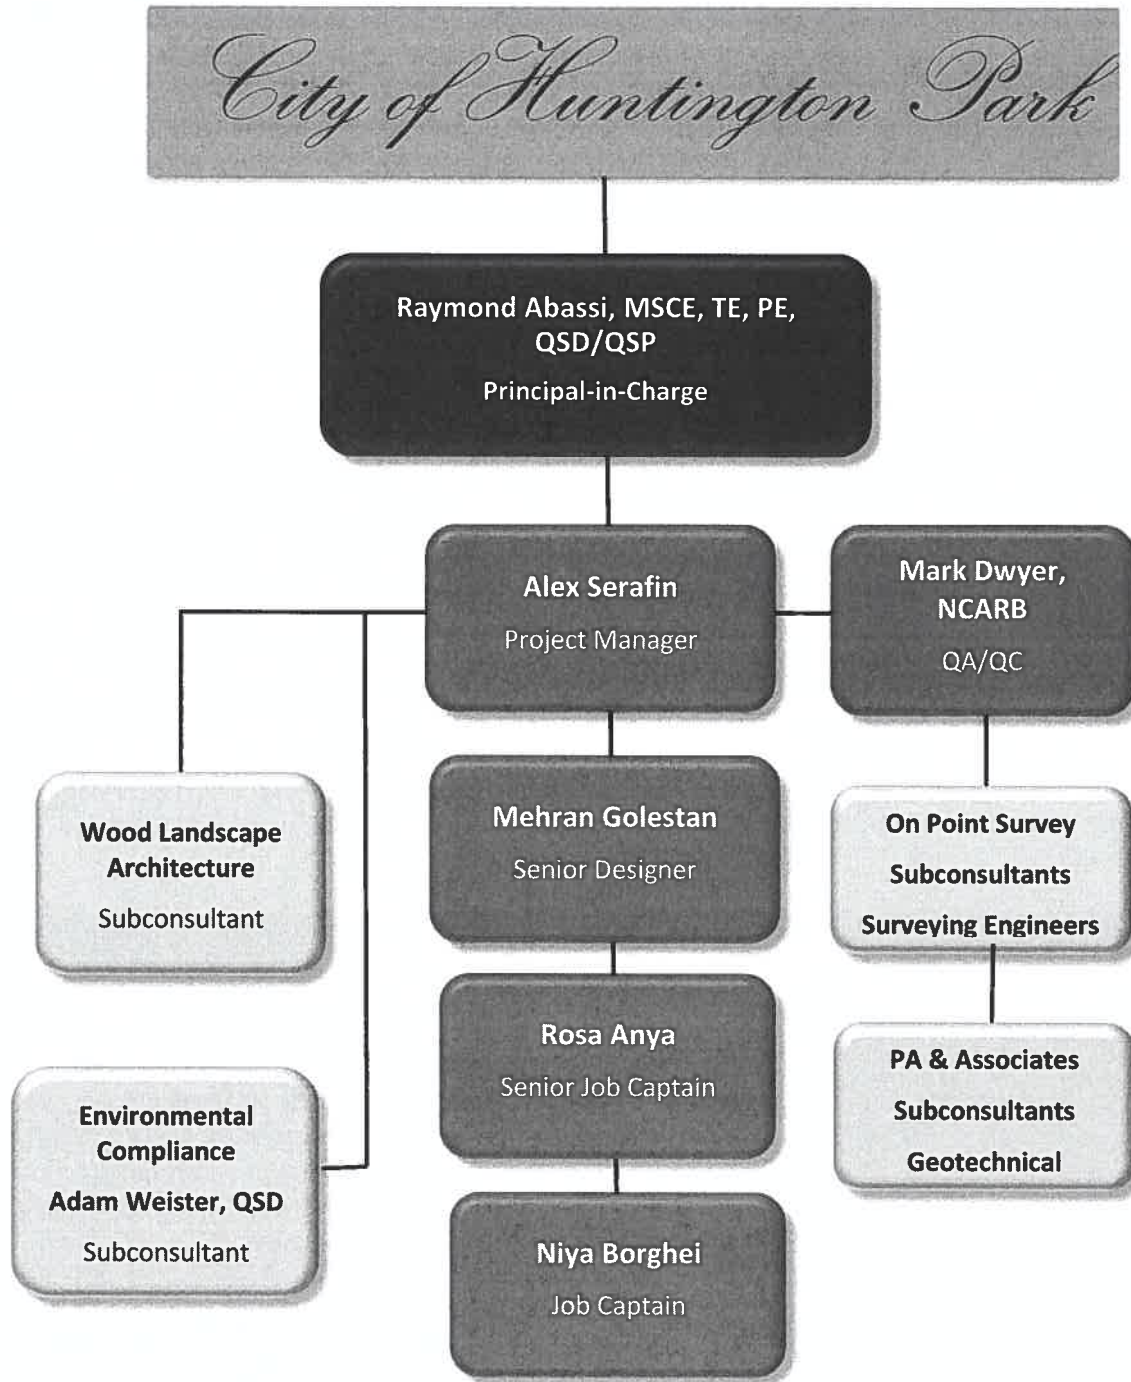 City of Huntington Park
Raymond Abassi, MSCE, TE, PE,
QSD/QSP
Principal-in-Charge
Alex Serafin
Project Manager
Mark Dwyer,
NCARB
QA/QC
Wood Landscape
Architecture
Subconsultant
Mehran Golestan
Senior Designer
On Point Survey
Subconsultants
Surveying Engineers
Rosa Anya
Senior Job Captain
PA & Associates
Subconsultants
Geotechnical
Environmental
Compliance
Adam Weister, QSD
Subconsultant
Niya Borghei
Job Captain